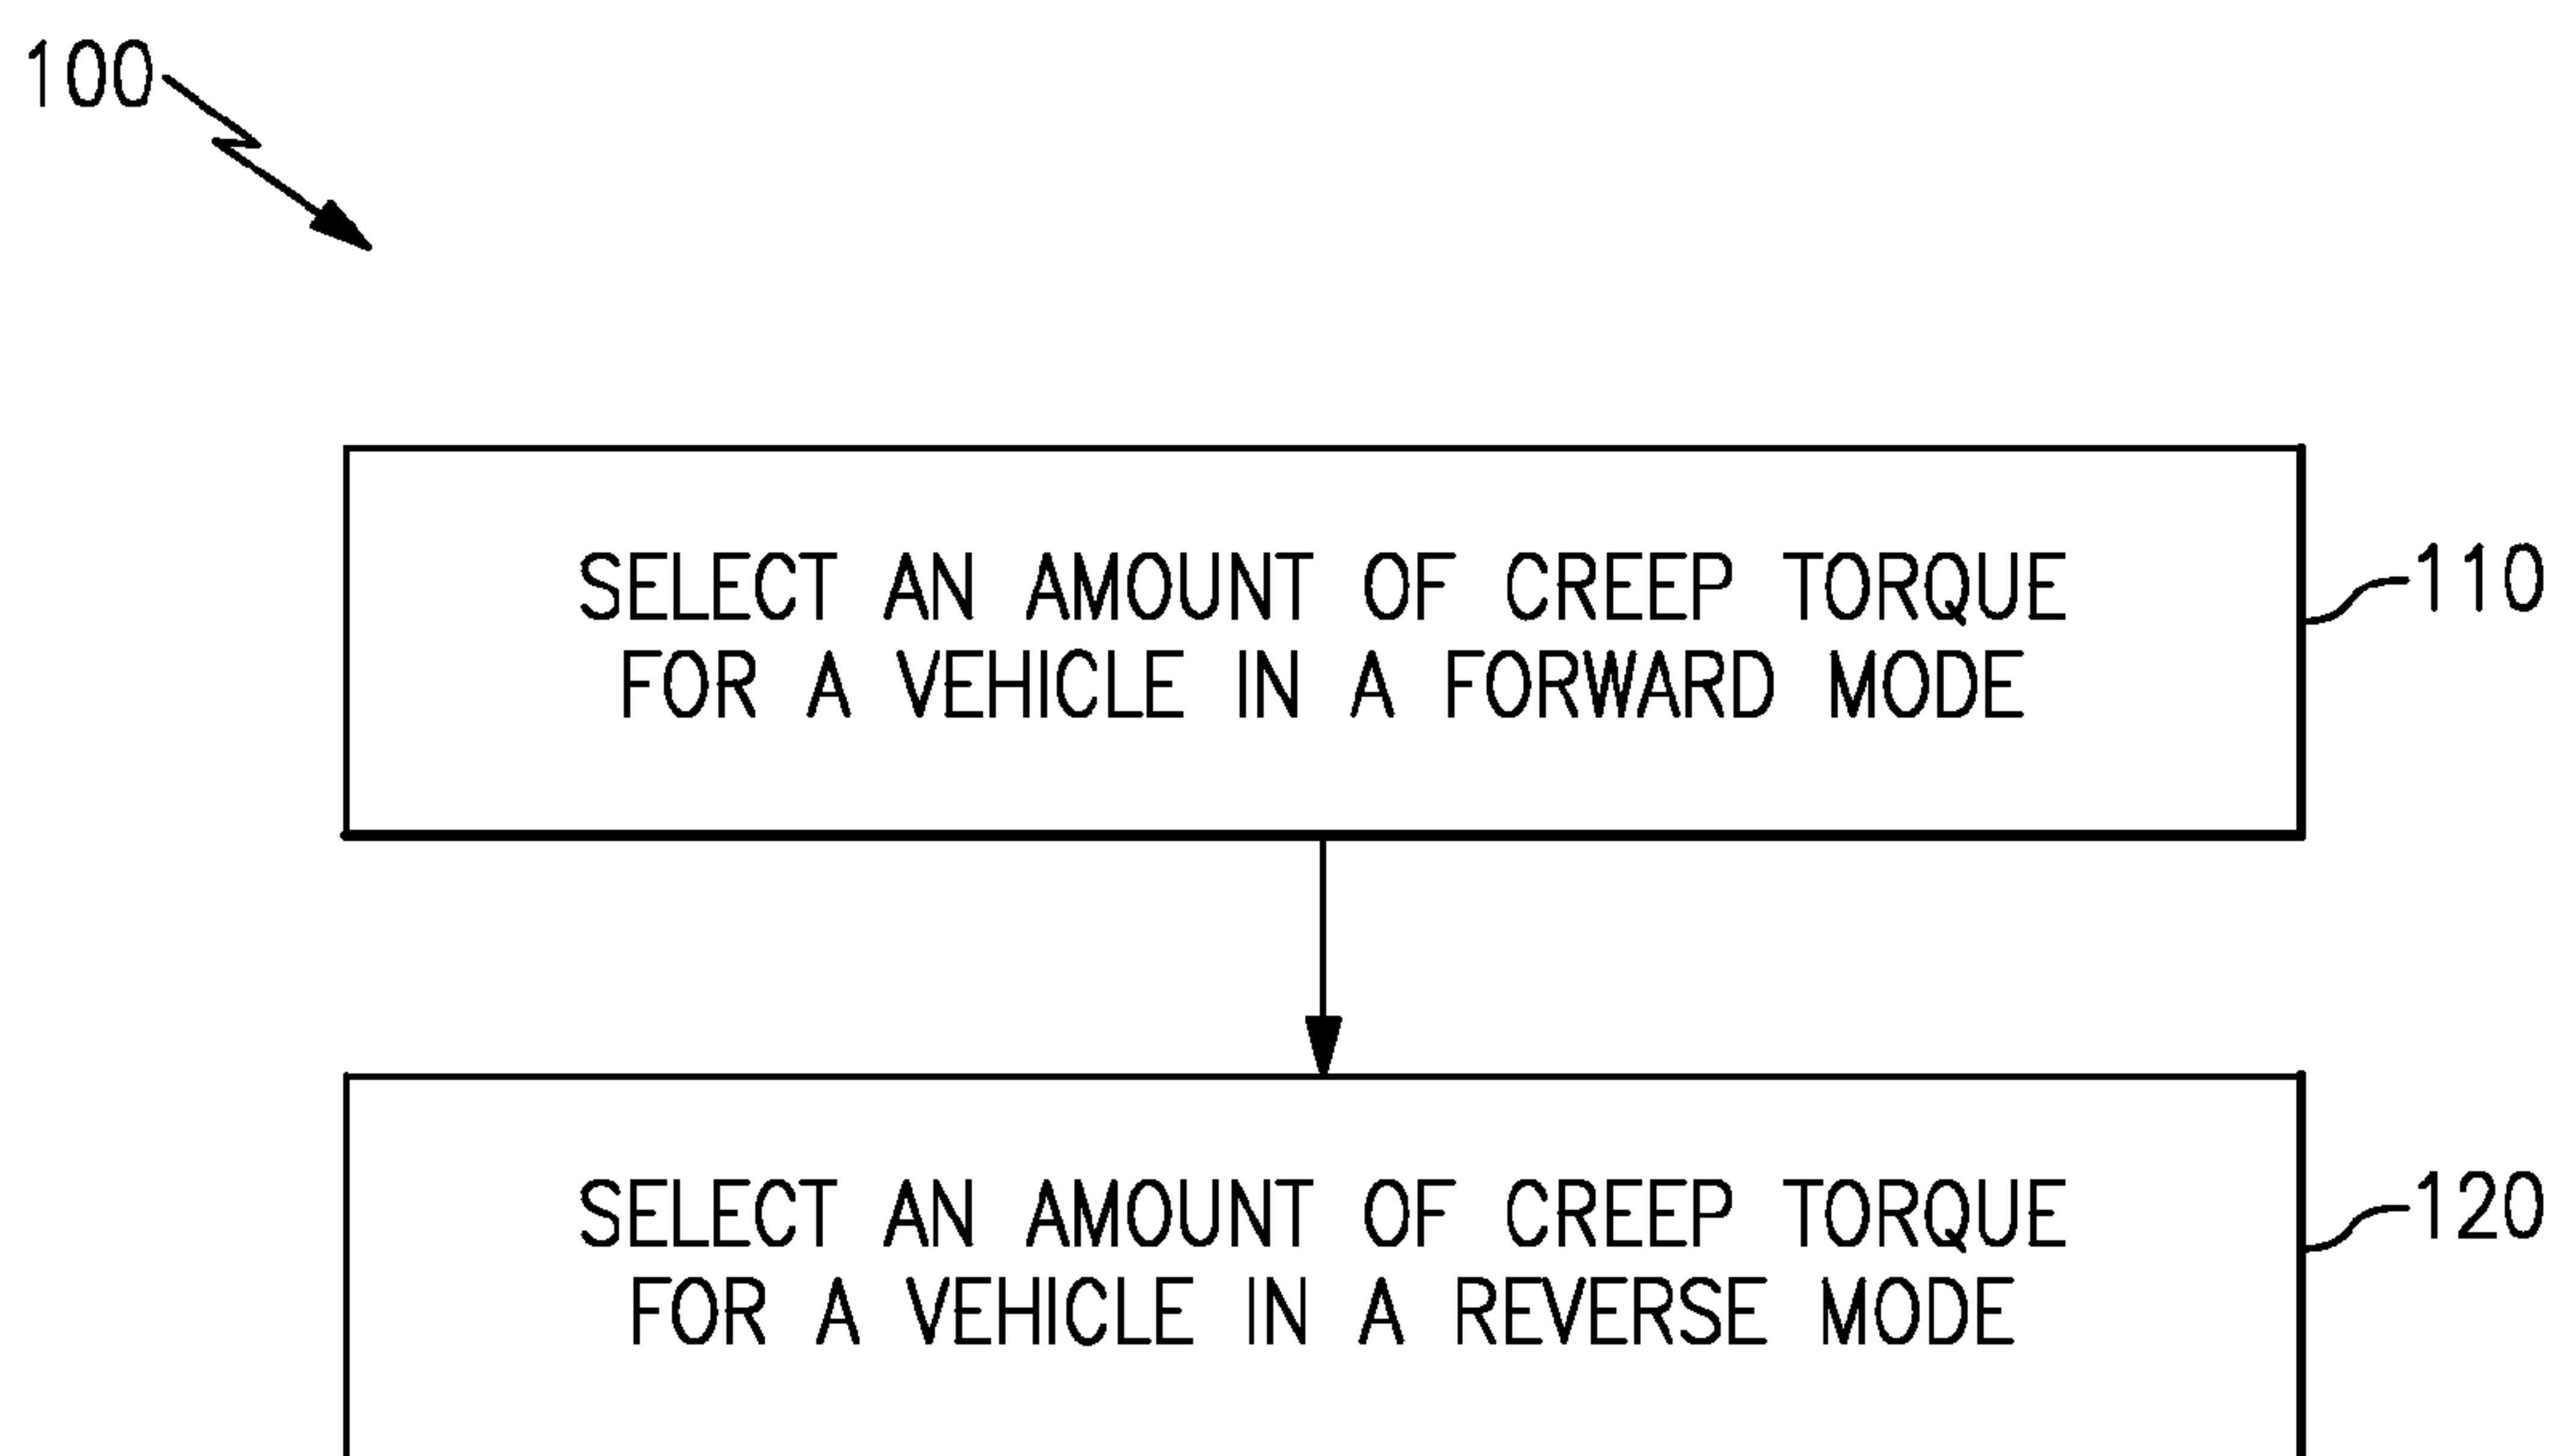 100
SELECT AN AMOUNT OF CREEP TORQUE
FOR A VEHICLE IN A FORWARD MODE
110
SELECT AN AMOUNT OF CREEP TORQUE
FOR A VEHICLE IN A REVERSE MODE
120